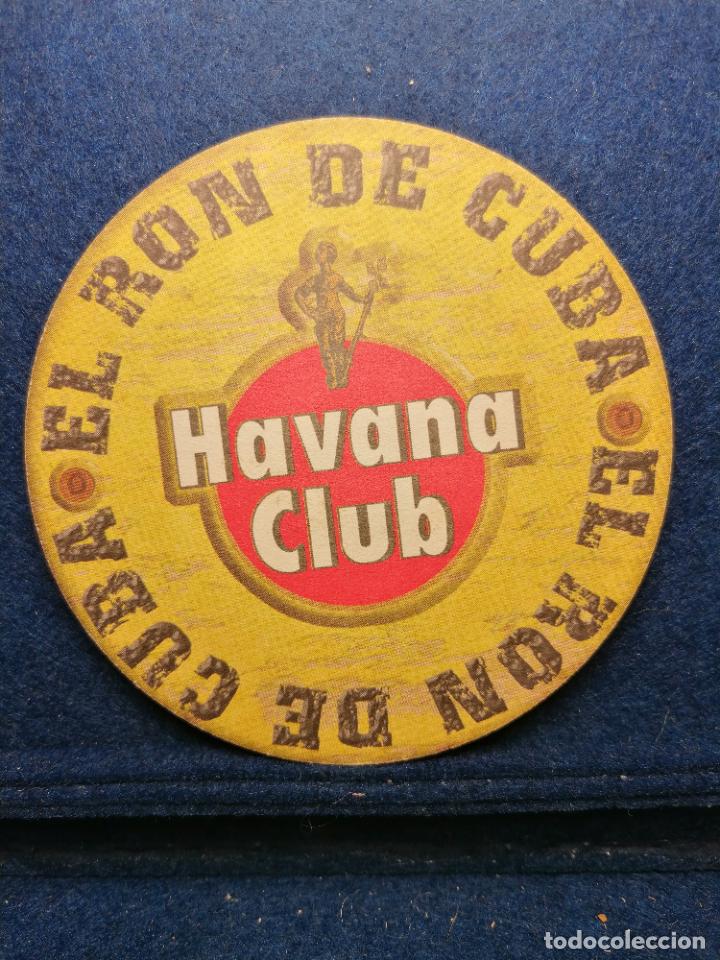 EL RON DE CUBA
EL RON DE CUBA
Havana
Club
todocoleccion